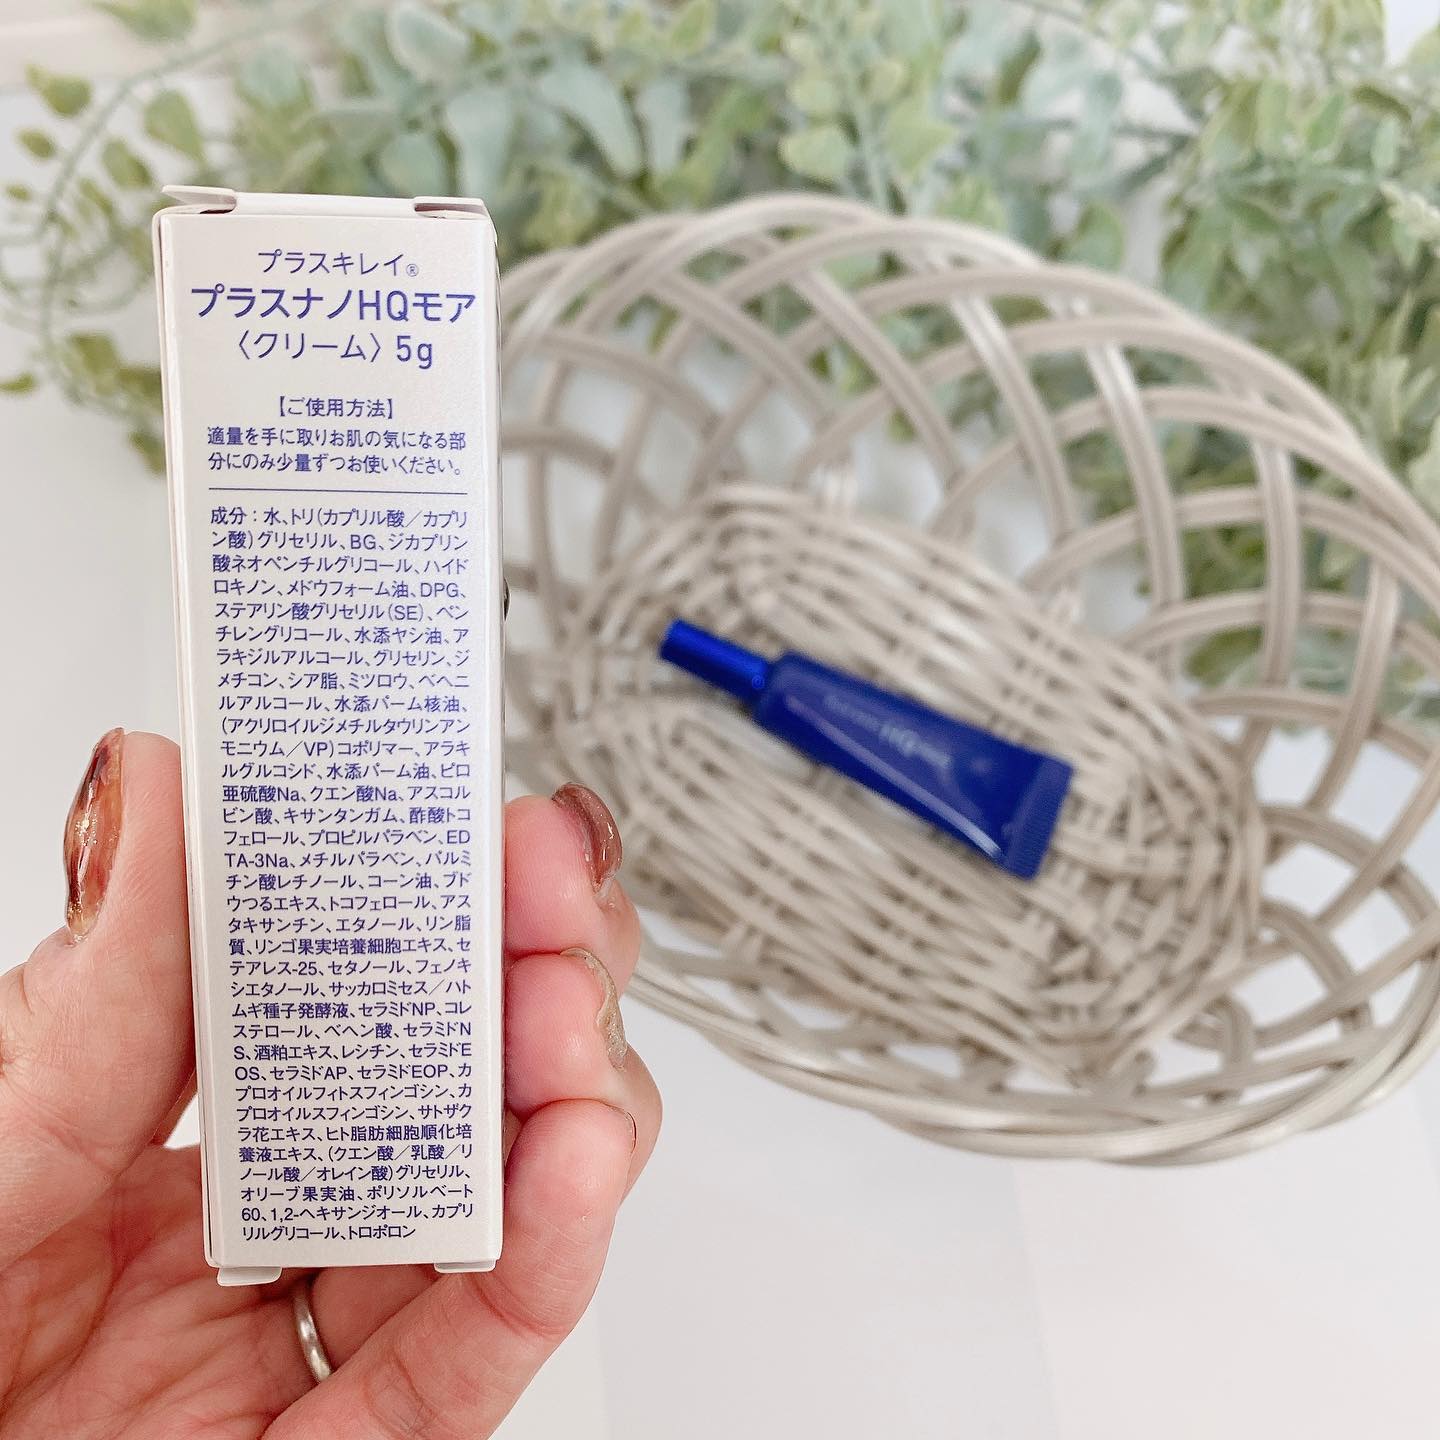 プラスキレイ®
プラスナノHQモア
〈クリーム〉5g
【ご使用方法】
適量を手に取りお肌の気になる部
分にのみ少量ずつお使いください。
成分：水、トリ（カプリル酸／カプリ
ン酸）グリセリル、BG、ジカプリン
酸ネオペンチルグリコール、ハイド
ロキノン、メドウフォーム油、DPG、
ステアリン酸グリセリル（SE）、ペン
チレングリコール、水添ヤシ油、ア
ラキジルアルコール、グリセリン、ジ
メチコン、シア脂、ミツロウ、ベヘニ
ルアルコール、水添パーム核油、
（アクリロイルジメチルタウリンアン
モニウム／VP）コポリマー、アラキ
ルグルコシド、水添パーム油、ピロ
亜硫酸Na、クエン酸Na、アスコル
ビン酸、キサンタンガム、酢酸トコ
フェロール、プロピルパラベン、ED
TA-3Na、メチルパラベン、パルミ
チン酸レチノール、コーン油、ブド
ウつるエキス、トコフェロール、アス
タキサンチン、エタノール、リン脂
質、リンゴ果実培養細胞エキス、セ
テアレス-25、セタノール、フェノキ
シエタノール、サッカロミセス／ハト
ムギ種子発酵液、セラミドNP、コレ
ステロール、ベヘン酸、セラミドN
S、酒粕エキス、レシチン、セラミドE
OS、セラミドAP、セラミドEOP、カ
プロオイルフィトスフィンゴシン、カ
プロオイルスフィンゴシン、サトザク
ラ花エキス、ヒト脂肪細胞順化培
養液エキス、（クエン酸／乳酸／リ
ノール酸／オレイン酸）グリセリル、
オリーブ果実油、ポリソルベート
60、1,2-ヘキサンジオール、カプリ
リルグリコール、トロポロン